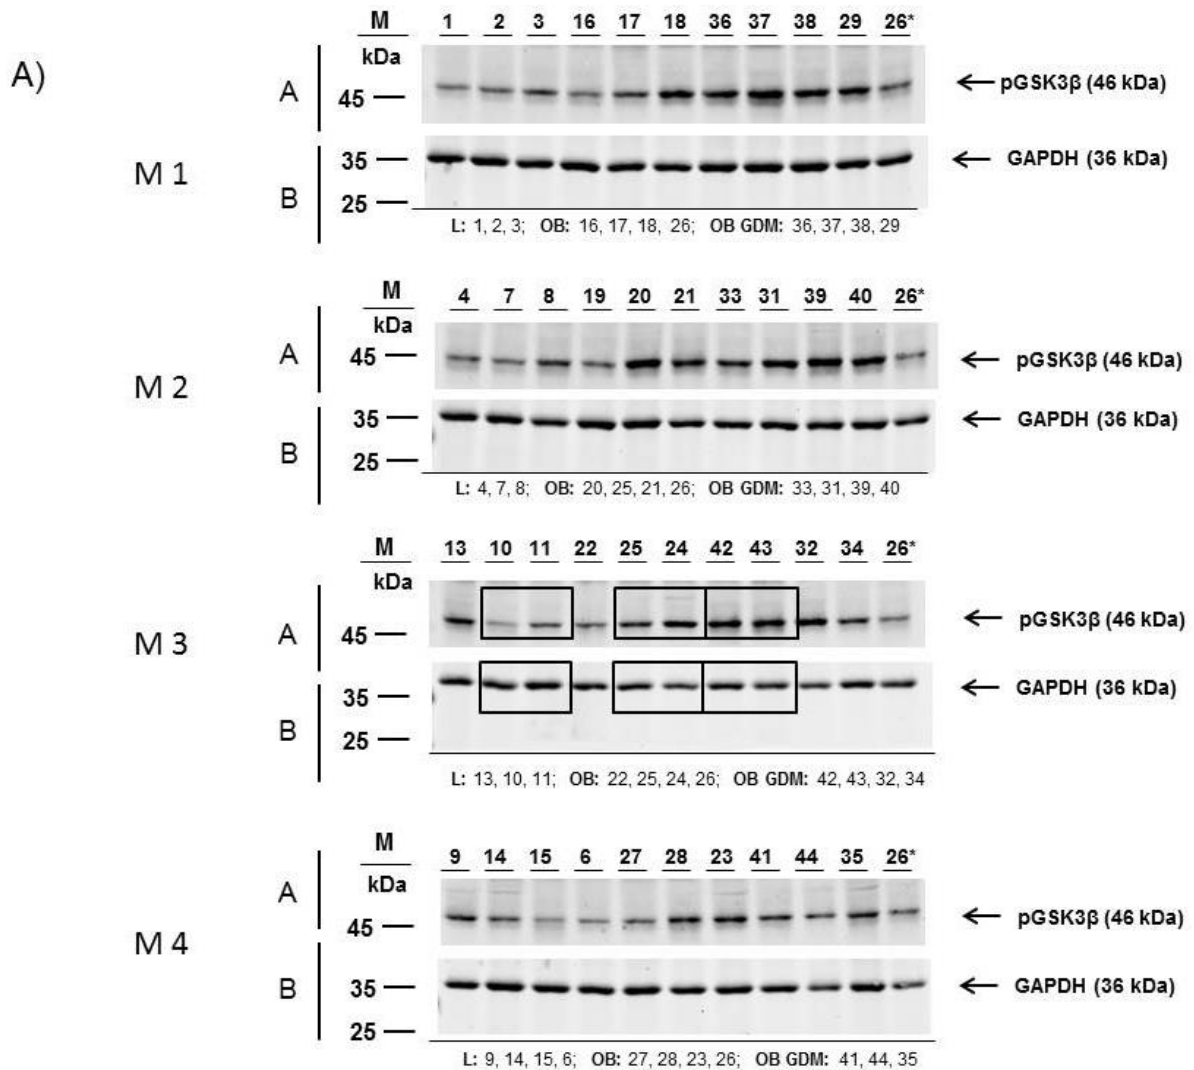 A)
M 1 2 3 16 17 18 36 37 38 29 26*
kDa
A 45 pGSK3β (46 kDa)
M 1
B 35 GAPDH (36 kDa)
25
L: 1, 2, 3; OB: 16, 17, 18, 26; OB GDM: 36, 37, 38, 29
M 4 7 8 19 20 21 33 31 39 40 26*
kDa
A 45 pGSK3β (46 kDa)
M 2
B 35 GAPDH (36 kDa)
25
L: 4, 7, 8; OB: 20, 25, 21, 26; OB GDM: 33, 31, 39, 40
M 13 10 11 22 25 24 42 43 32 34 26*
kDa
A 45 pGSK3β (46 kDa)
M 3
B 35 GAPDH (36 kDa)
25
L: 13, 10, 11; OB: 22, 25, 24, 26; OB GDM: 42, 43, 32, 34
M 9 14 15 6 27 28 23 41 44 35 26*
kDa
A 45 pGSK3β (46 kDa)
M 4
B 35 GAPDH (36 kDa)
25
L: 9, 14, 15, 6; OB: 27, 28, 23, 26; OB GDM: 41, 44, 35